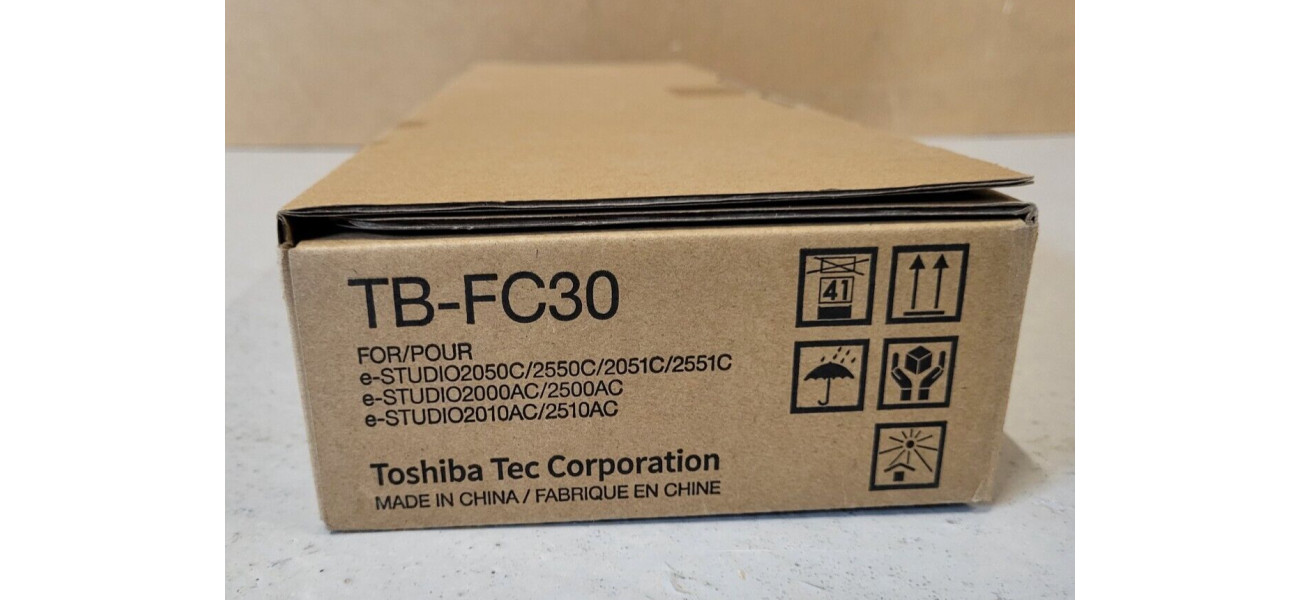 TB-FC30
FOR/POUR
e-STUDIO2050C/2550C/2051C/2551C
e-STUDIO2000AC/2500AC
e-STUDIO2010AC/2510AC
Toshiba Tec Corporation
MADE IN CHINA / FABRIQUE EN CHINE
41